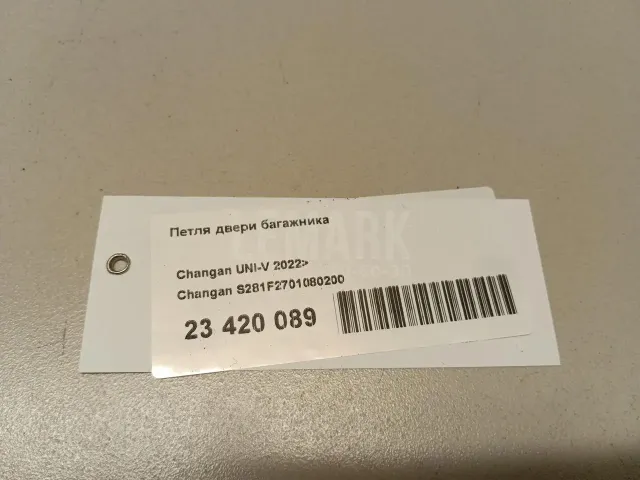 Петля двери багажника
Changan UNI-V 2022>
Changan S281F2701080200
23 420 089